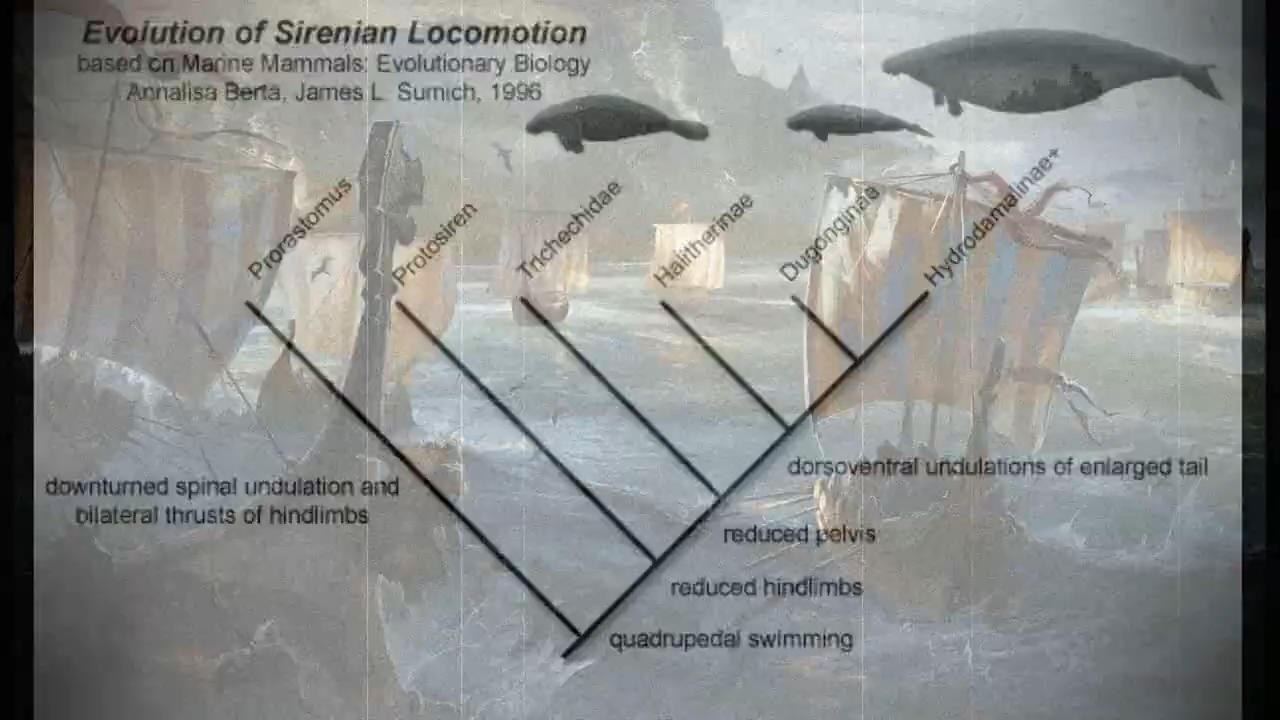 Evolution of Sirenian Locomotion
based on Marine Mammals: Evolutionary Biology
Annalisa Berta, James L. Sumich, 1996
Prorastomus
Protosiren
Trichechidae
Halitherinae
Dugonginae
Hydrodamalinae+
downturned spinal undulation and
bilateral thrusts of hindlimbs
dorsoventral undulations of enlarged tail
reduced pelvis
reduced hindlimbs
quadrupedal swimming